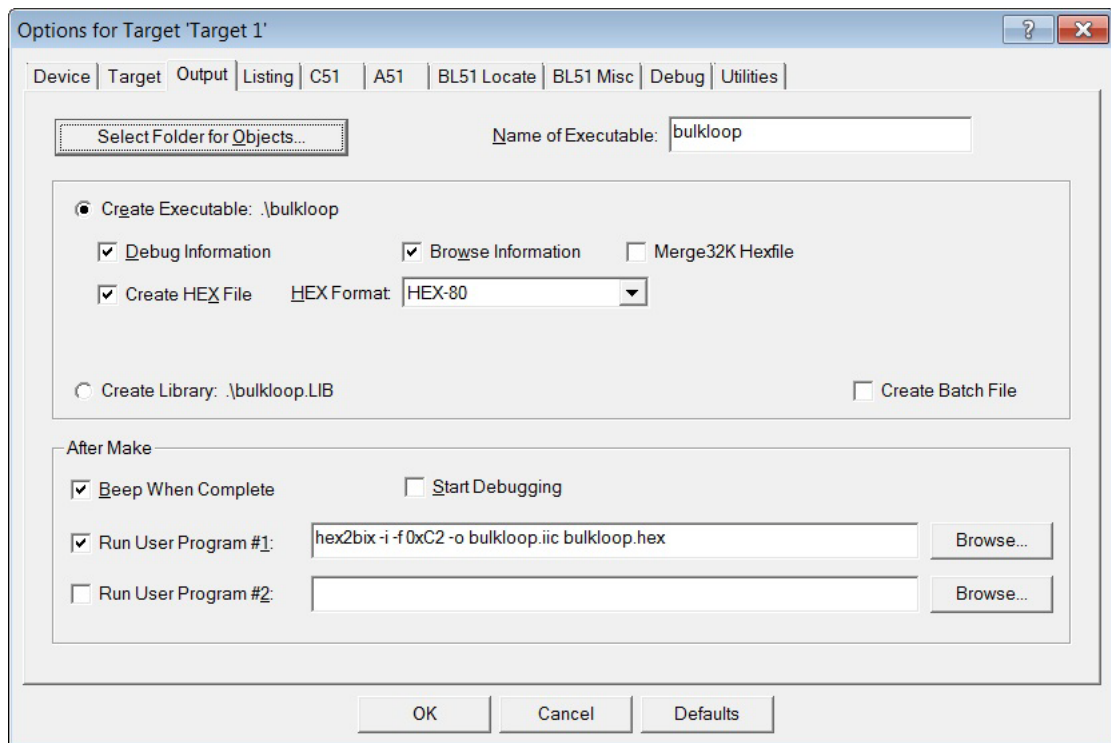 Options for Target 'Target 1'
Device Target Output Listing C51 A51 BL51 Locate BL51 Misc Debug Utilities
Select Folder for Objects... Name of Executable: bulkloop
Create Executable: .\bulkloop
Debug Information Browse Information Merge32K Hexfile
Create HEX File HEX Format: HEX-80
Create Library: .\bulkloop.LIB Create Batch File
After Make
Beep When Complete Start Debugging
Run User Program #1: hex2bix -i -f 0xC2 -o bulkloop.iic bulkloop.hex Browse...
Run User Program #2: Browse...
OK Cancel Defaults